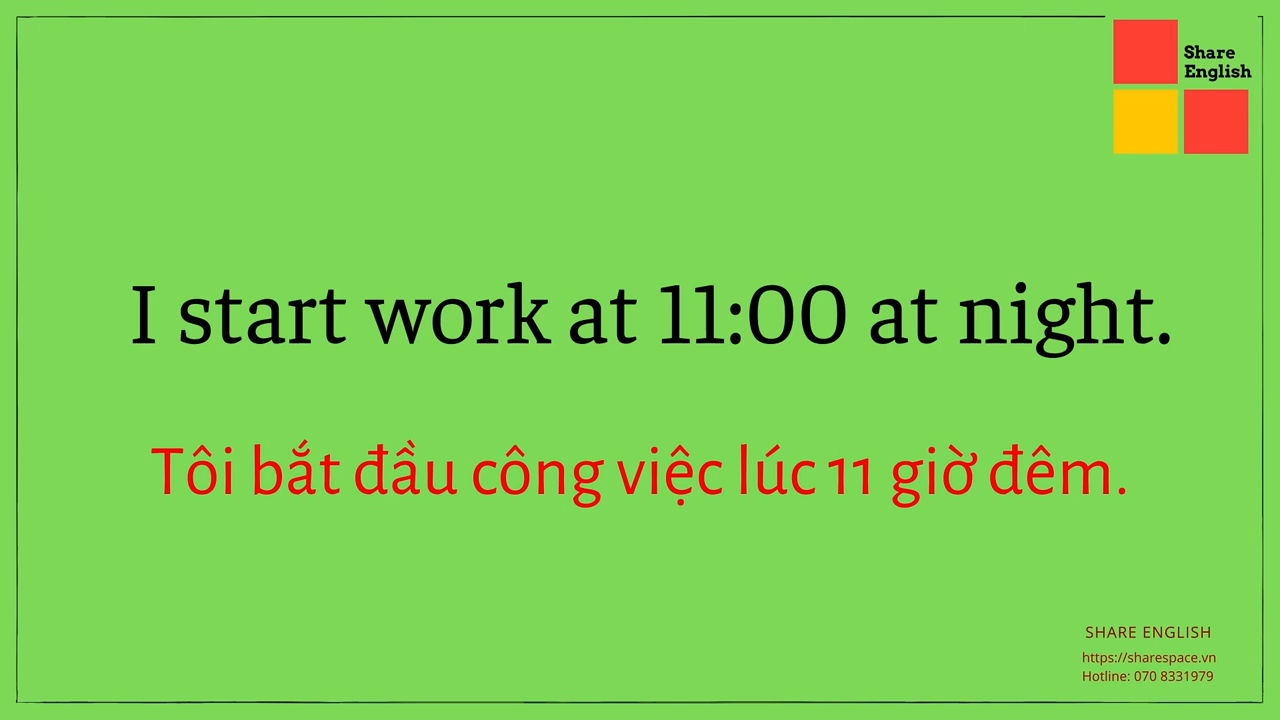 Share
English
I start work at 11:00 at night.
Tôi bắt đầu công việc lúc 11 giờ đêm.
SHARE ENGLISH
https://sharespace.vn
Hotline: 070 8331979